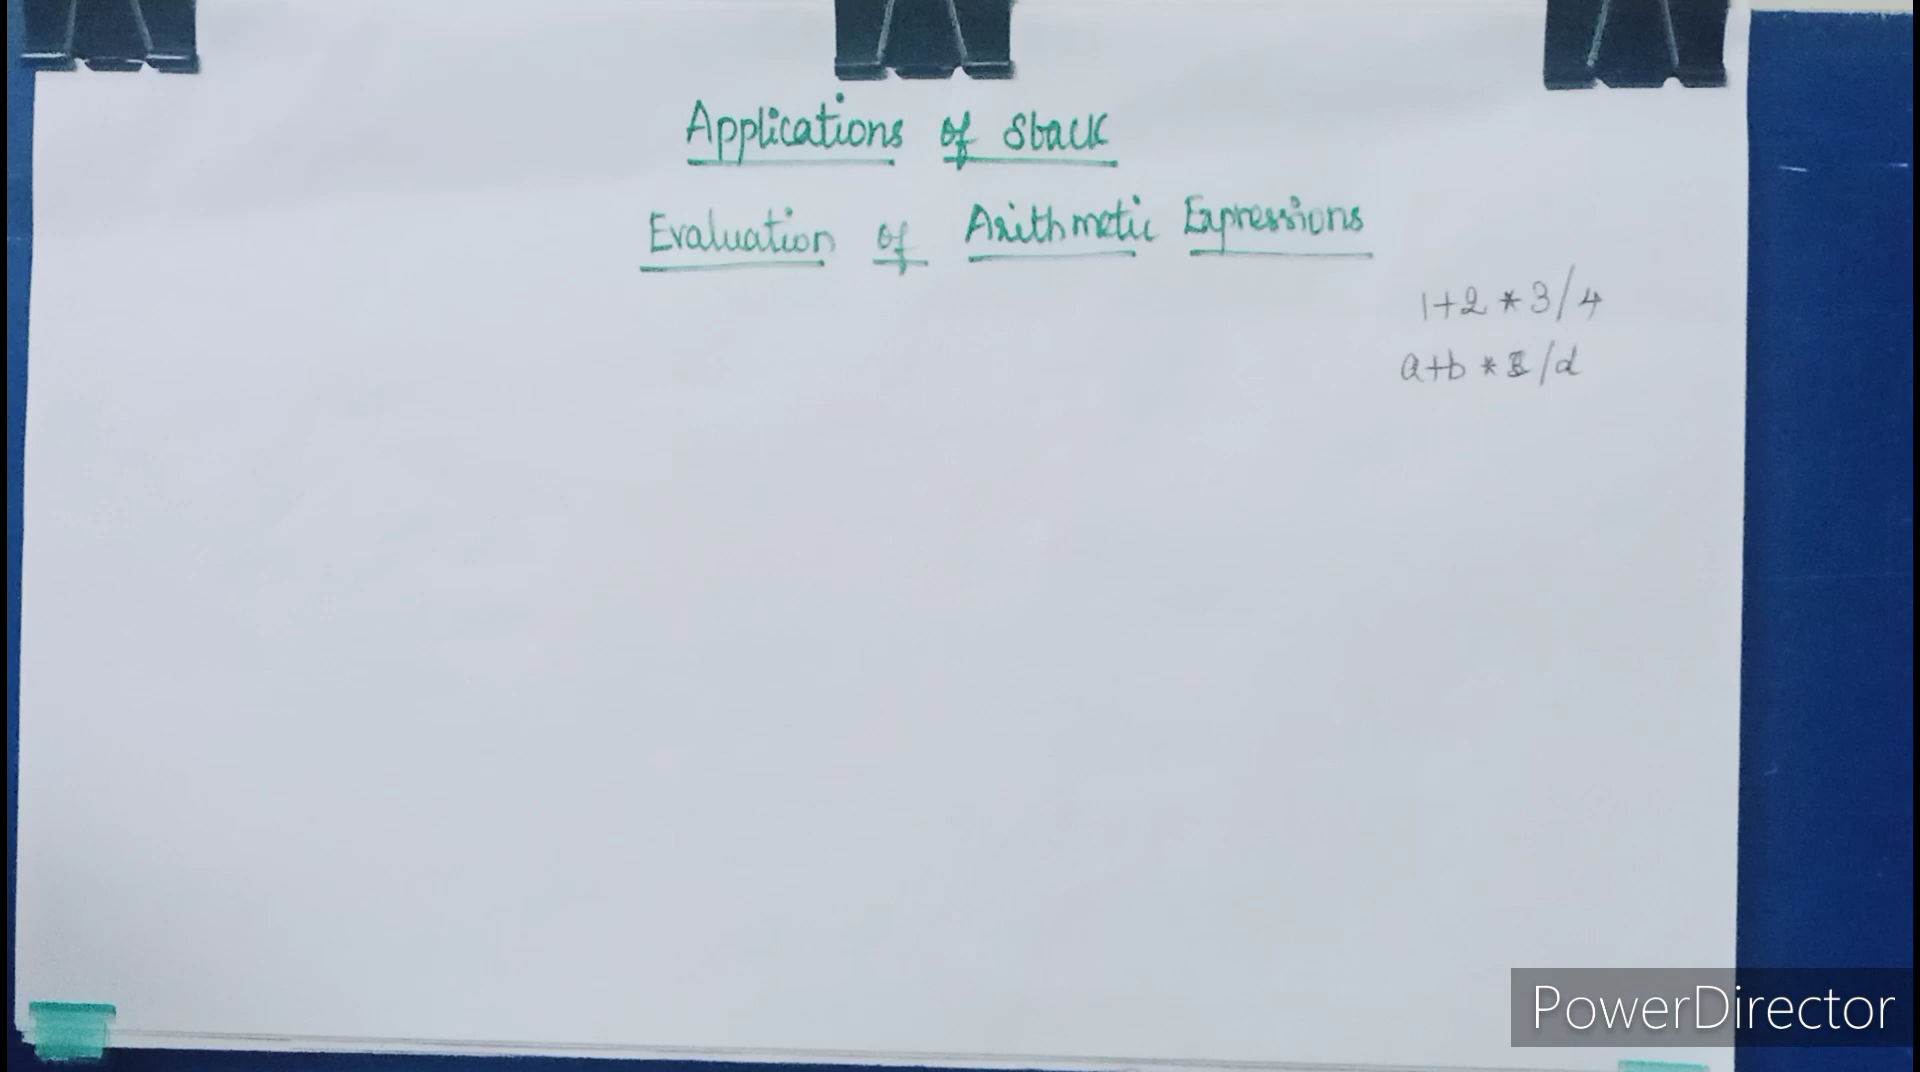 Applications of Stack
Evaluation of Arithmetic Expressions
1+2*3/4
a+b* /d
PowerDirector